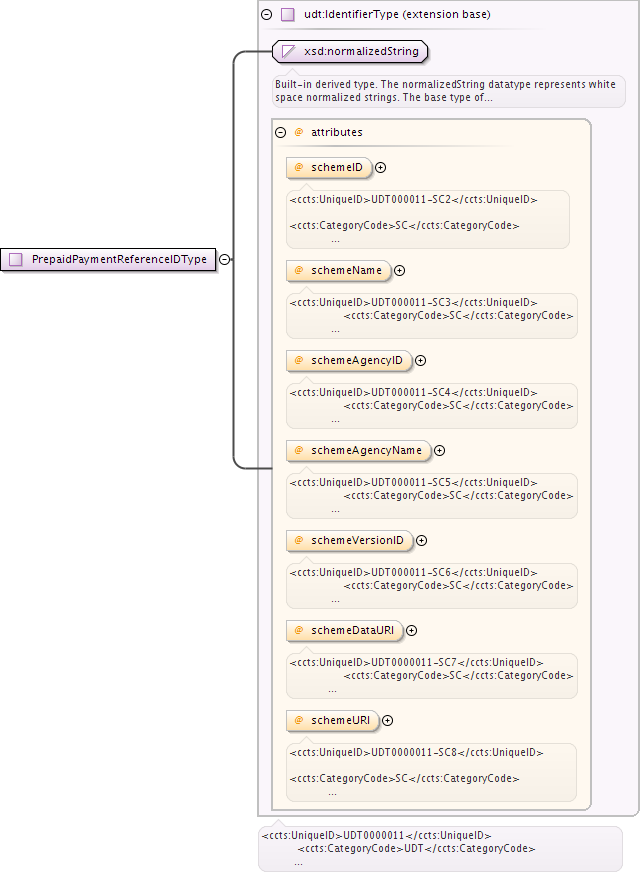 udt:IdentifierType (extension base)
xsd:normalizedString
Built-in derived type. The normalizedString datatype represents white
space normalized strings. The base type of...
@ attributes
@ schemeID
<ccts:UniqueID>UDT000011-SC2</ccts:UniqueID>
<ccts:CategoryCode>SC</ccts:CategoryCode>
...
PrepaidPaymentReferenceIDType
@ schemeName
<ccts:UniqueID>UDT000011-SC3</ccts:UniqueID>
<ccts:CategoryCode>SC</ccts:CategoryCode>
...
@ schemeAgencyID
<ccts:UniqueID>UDT000011-SC4</ccts:UniqueID>
<ccts:CategoryCode>SC</ccts:CategoryCode>
...
@ schemeAgencyName
<ccts:UniqueID>UDT000011-SC5</ccts:UniqueID>
<ccts:CategoryCode>SC</ccts:CategoryCode>
...
@ schemeVersionID
<ccts:UniqueID>UDT000011-SC6</ccts:UniqueID>
<ccts:CategoryCode>SC</ccts:CategoryCode>
...
@ schemeDataURI
<ccts:UniqueID>UDT0000011-SC7</ccts:UniqueID>
<ccts:CategoryCode>SC</ccts:CategoryCode>
...
@ schemeURI
<ccts:UniqueID>UDT0000011-SC8</ccts:UniqueID>
<ccts:CategoryCode>SC</ccts:CategoryCode>
...
<ccts:UniqueID>UDT0000011</ccts:UniqueID>
<ccts:CategoryCode>UDT</ccts:CategoryCode>
...